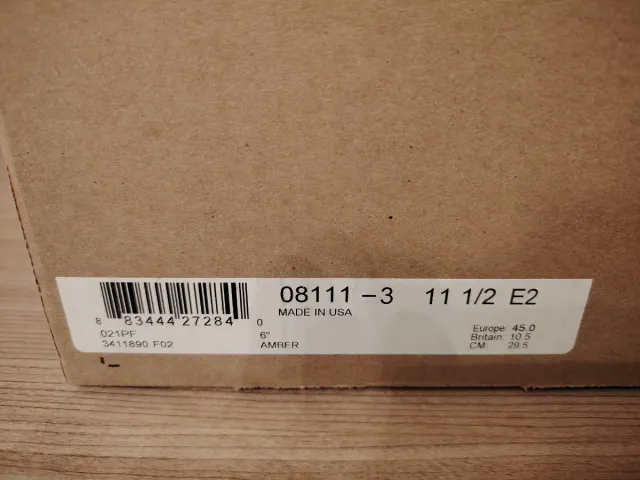 08111 -3 11 1/2 E2
MADE IN USA
8 83444 27284 0
021PF 6"
3411890 F02 AMBER
Europe: 45.0
Britain: 10.5
CM: 29.5